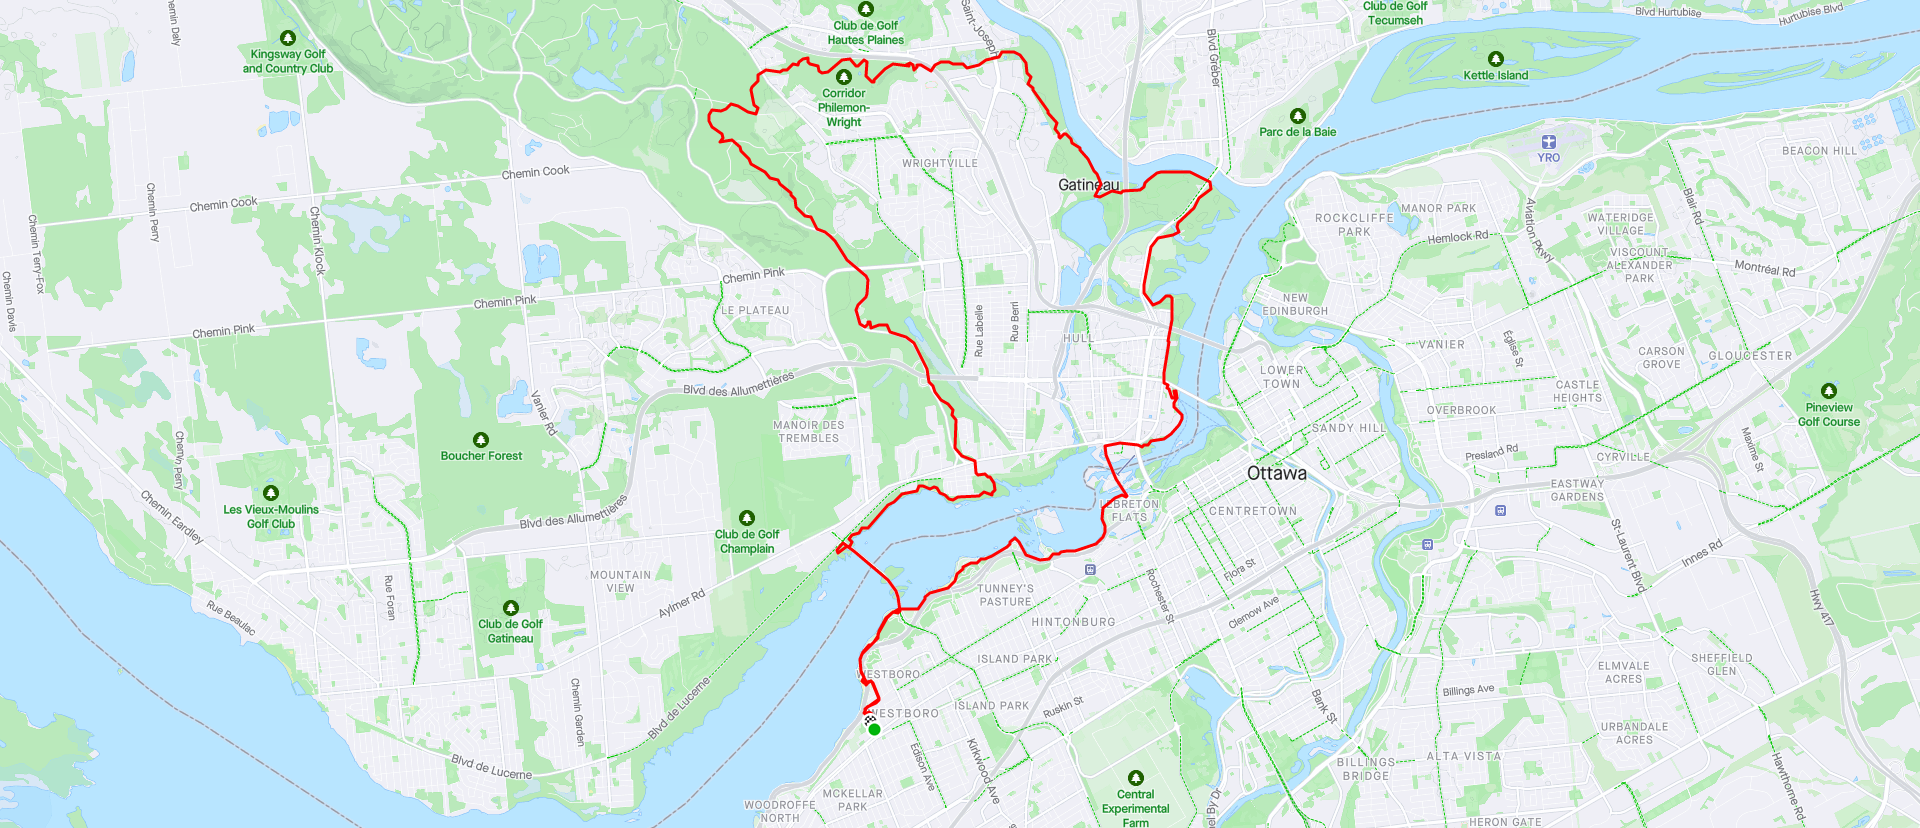 Chemin Daly
Kingsway Golf
and Country Club
Club de Golf
Hautes Plaines
Saint-Joseph
Club de Golf
Tecumseh
Blvd Hurtubise
Hurtubise Blvd
Blvd Gréber
Kettle Island
Corridor
Philemon-
Wright
Parc de la Baie
YRO
BEACON HILL
WRIGHTVILLE
Chemin Cook
Chemin Cook
Gatineau
Chemin Perry
Chemin Terry-Fox
Chemin Klock
Chemin Davis
ROCKCLIFFE
PARK
MANOR PARK
Hemlock Rd
Aviation Pkwy
WATERIDGE
VILLAGE
Blair Rd
VISCOUNT
ALEXANDER
PARK
Montréal Rd
Chemin Pink
Chemin Pink
Chemin Pink
LE PLATEAU
Rue Labelle
Rue Berri
HULL
NEW
EDINBURGH
VANIER
Église St
CARSON
GROVE
GLOUCESTER
LOWER
TOWN
CASTLE
HEIGHTS
OVERBROOK
Pineview
Golf Course
Blvd des Allumettières
Vanier Rd
MANOIR DES
TREMBLES
SANDY HILL
Presland Rd
CYRVILLE
Maxime St
Chemin Perry
Boucher Forest
Ottawa
EASTWAY
GARDENS
Les Vieux-Moulins
Golf Club
Chemin Eardley
Blvd des Allumettières
Club de Golf
Champlain
LEBRETON
FLATS
CENTRETOWN
St-Laurent Blvd
Innes Rd
Hwy 417
MOUNTAIN
VIEW
Rue Foran
Rue Beaulac
Club de Golf
Gatineau
Aylmer Rd
TUNNEY'S
PASTURE
Rochester St
Flora St
Clemow Ave
HINTONBURG
ISLAND PARK
WESTBORO
ELMVALE
ACRES
SHEFFIELD
GLEN
Chemin Garden
Blvd de Lucerne
WESTBORO
ISLAND PARK
Ruskin St
Bank St
Billings Ave
URBANDALE
ACRES
Edison Ave
Kirkwood Ave
Blvd de Lucerne
ALTA VISTA
BILLINGS
BRIDGE
Hawthorne Rd
WOODROFFE
NORTH
MCKELLAR
PARK
Central
Experimental
Farm
HERON GATE